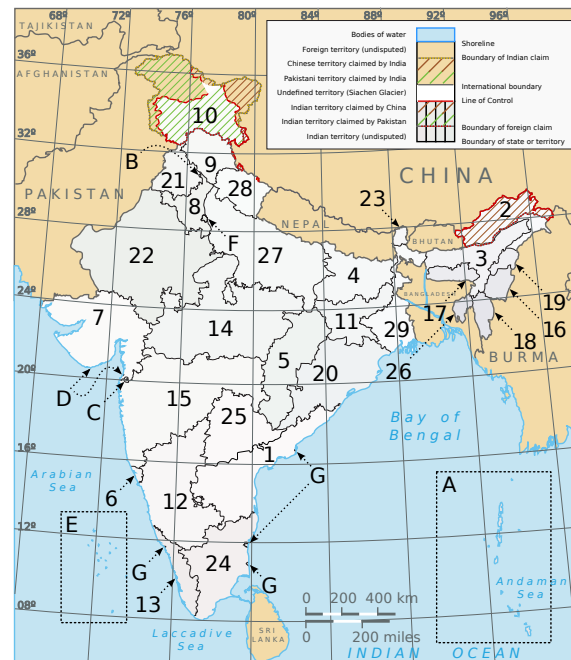 68º
72º
76º
80º
84º
88º
92º
96º
TAJIKISTAN
36º
AFGHANISTAN
32º
PAKISTAN
28º
24º
20º
16º
12º
08º
Bodies of water
Foreign territory (undisputed)
Chinese territory claimed by India
Pakistani territory claimed by India
Undefined territory (Siachen Glacier)
Indian territory claimed by China
Indian territory claimed by Pakistan
Indian territory (undisputed)
Shoreline
Boundary of Indian claim
International boundary
Line of Control
Boundary of foreign claim
Boundary of state or territory
10
B
9
21
28
8
F
CHINA
23
2
NEPAL
BHUTAN
22
27
3
4
BANGLADESH
7
14
11
29
17
19
16
18
26
BURMA
D
C
15
5
20
25
Bay of
Bengal
1
Arabian
Sea
6
12
G
A
E
G
24
G
13
Andaman
Sea
Laccadive
Sea
SRI
LANKA
0
200
400 km
0
200 miles
INDIAN OCEAN